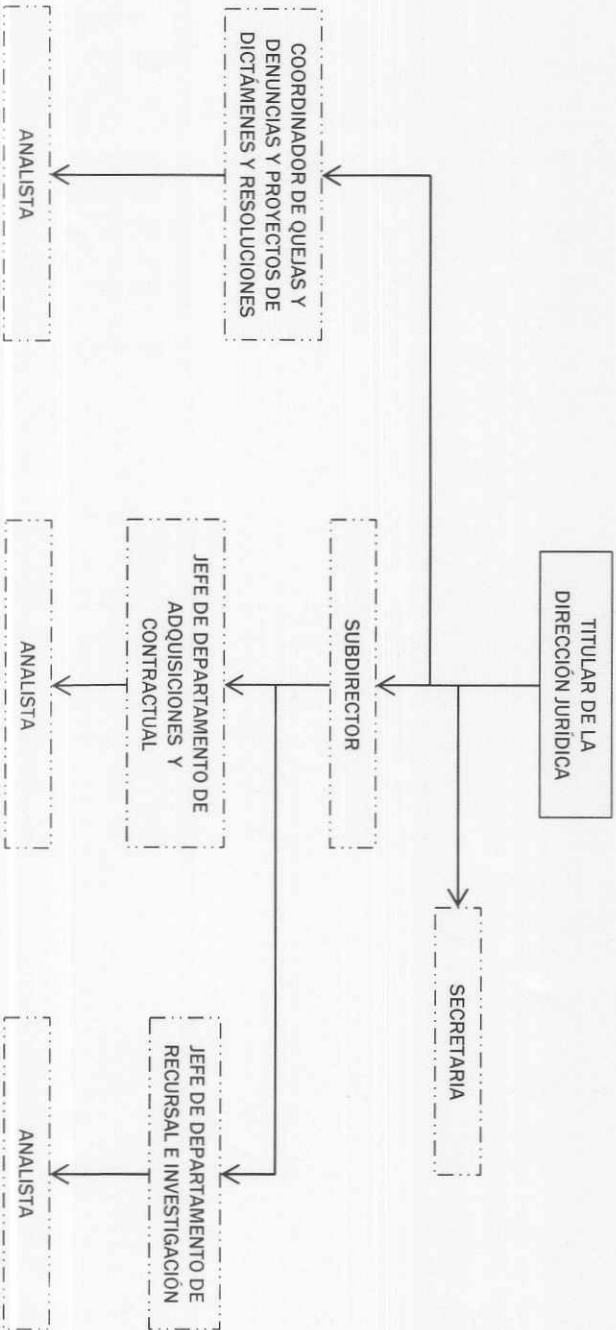 TITULAR DE LA
DIRECCIÓN JURÍDICA
SECRETARIA
SUBDIRECTOR
COORDINADOR DE QUEJAS Y
DENUNCIAS Y PROYECTOS DE
DICTÁMENES Y RESOLUCIONES
JEFE DE DEPARTAMENTO DE
ADQUISICIONES Y
CONTRACTUAL
JEFE DE DEPARTAMENTO DE
RECURSAL E INVESTIGACIÓN
ANALISTA
ANALISTA
ANALISTA